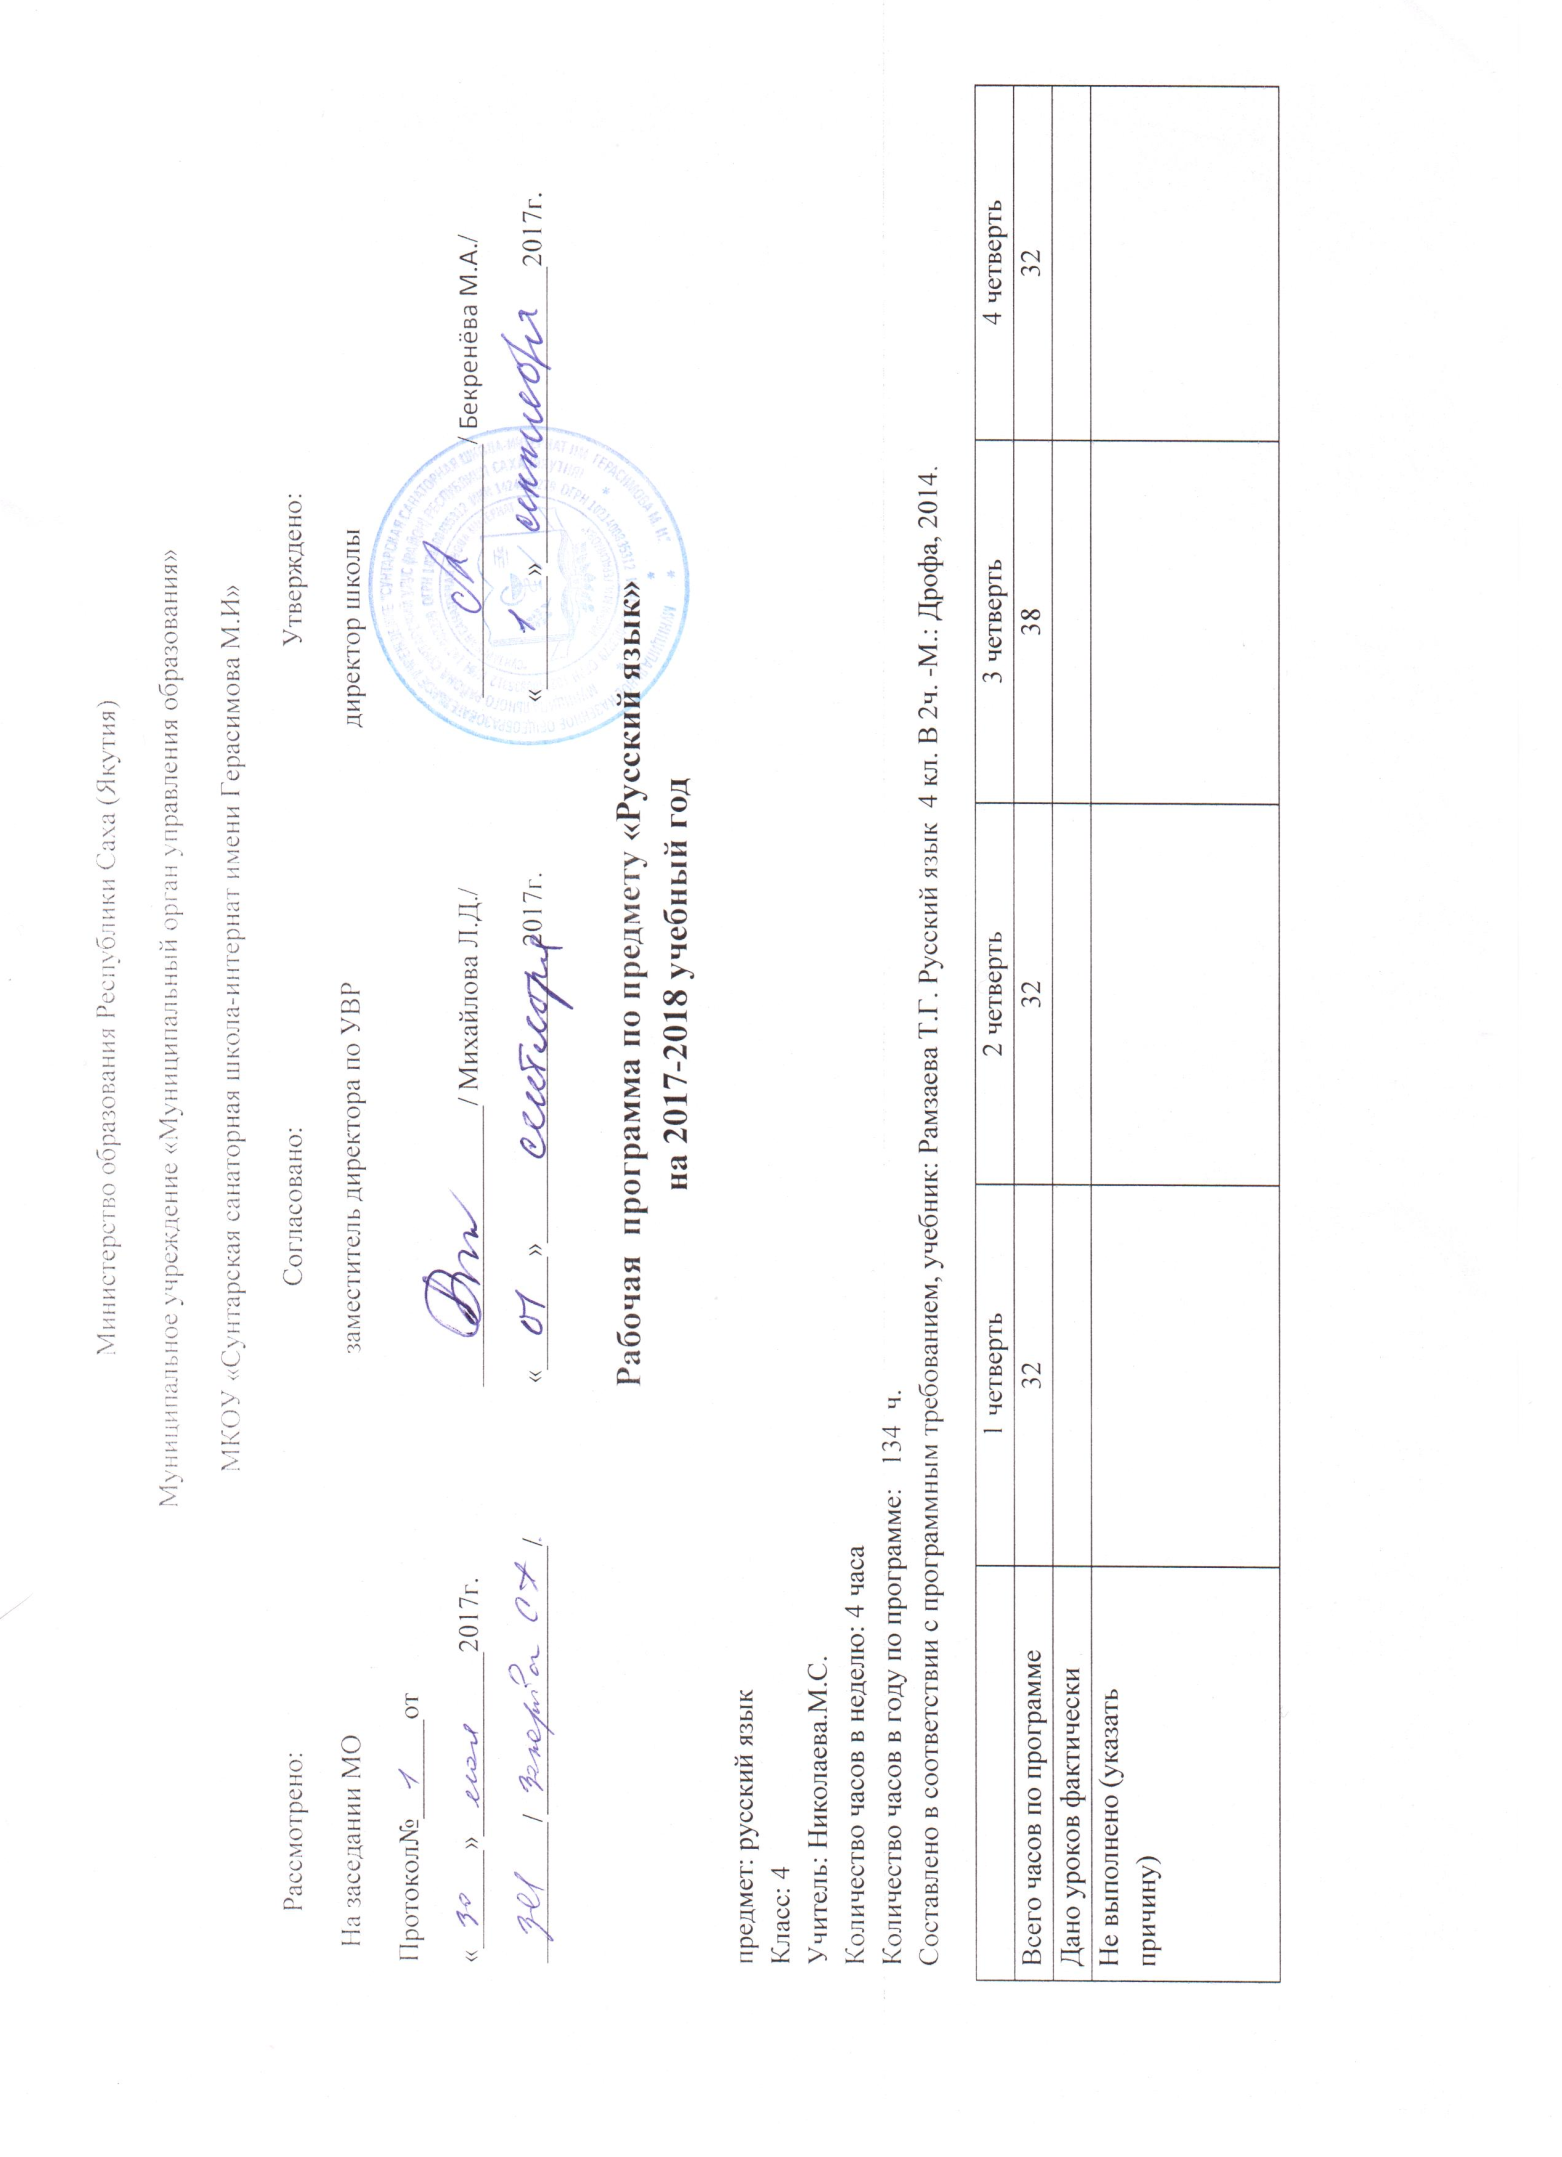 Министерство образования Республики Саха (Якутия)
Муниципальное учреждение «Муниципальный орган управления образования»
МКОУ «Сунтарская санаторная школа-интернат имени Герасимова М.И»
Рассмотрено:
На заседании МО
Протокол№ 1 от
« 30 » мая 2017г.
Согласовано:
заместитель директора по УВР
/ Михайлова Л.Д./
« 01 » сентября 2017г.
Утверждено:
директор школы
/ Бекренёва М.А./
« 1 » сентября 2017г.
Рабочая программа по предмету «Русский язык»
на 2017-2018 учебный год
предмет: русский язык
Класс: 4
Учитель: Николаева.М.С.
Количество часов в неделю: 4 часа
Количество часов в году по программе: 134 ч.
Составлено в соответствии с программным требованием, учебник: Рамзаева Т.Г. Русский язык 4 кл. В 2ч. -М.: Дрофа, 2014.
1 четверть 2 четверть 3 четверть 4 четверть
Всего часов по программе 32 32 38 32
Дано уроков фактически
Не выполнено (указать
причину)